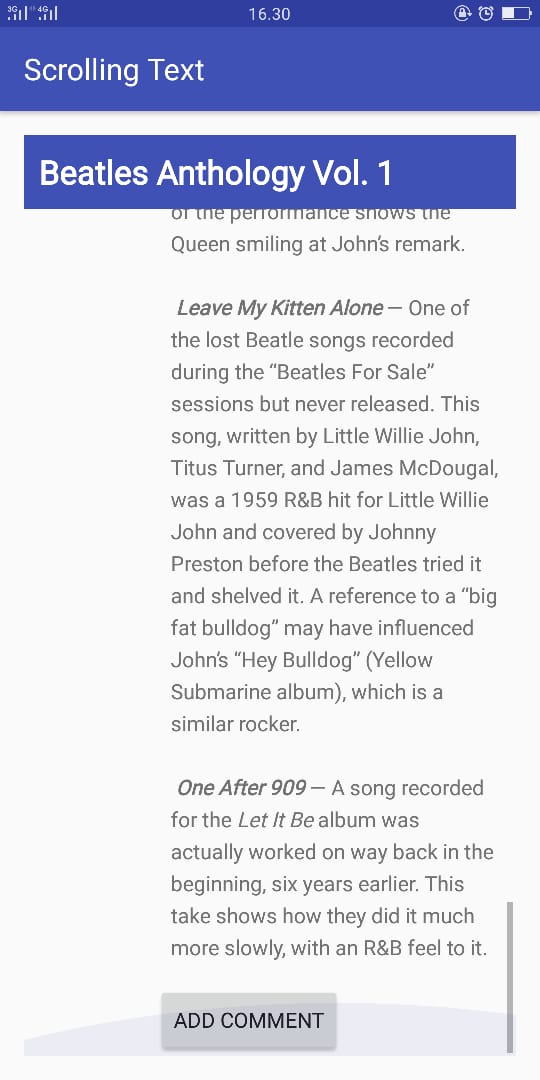 3G 4G 16.30
Scrolling Text
Beatles Anthology Vol. 1
of the performance shows the
Queen smiling at John’s remark.
Leave My Kitten Alone — One of
the lost Beatle songs recorded
during the “Beatles For Sale”
sessions but never released. This
song, written by Little Willie John,
Titus Turner, and James McDougal,
was a 1959 R&B hit for Little Willie
John and covered by Johnny
Preston before the Beatles tried it
and shelved it. A reference to a “big
fat bulldog” may have influenced
John’s “Hey Bulldog” (Yellow
Submarine album), which is a
similar rocker.
One After 909 — A song recorded
for the Let It Be album was
actually worked on way back in the
beginning, six years earlier. This
take shows how they did it much
more slowly, with an R&B feel to it.
ADD COMMENT